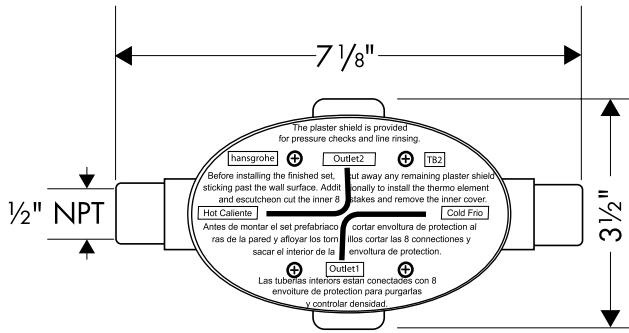 7 1/8"
The plaster shield is provided
for pressure checks and line rinsing.
hansgrohe Outlet2 TB2
Before installing the finished set, cut away any remaining plaster shield
sticking past the wall surface. Addit ionally to install the thermo element
and escutcheon cut the inner 8 stakes and remove the inner cover.
Hot Caliente Cold Frio
Antes de montar el set prefabriaco cortar envoltura de protección al
ras de la pared y afloyar los torn illos cortar las 8 connectiones y
sacar el interior de la envoltura de protection.
Outlet1
Las tuberlas interiors estan conectades con 8
envoiture de protección para purgarlas
y controlar densidad.
1/2" NPT
3 1/2"